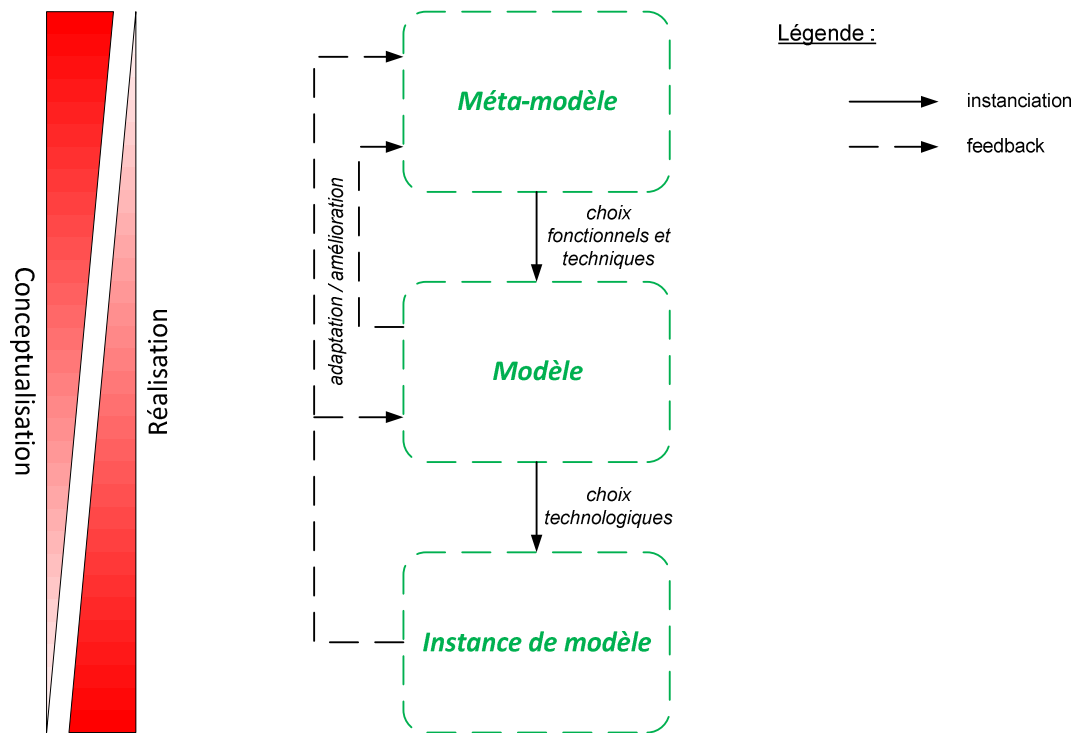 Légende :
Méta-modèle
instanciation
feedback
choix
fonctionnels et
techniques
adaptation / amélioration
Conceptualisation
Réalisation
Modèle
choix
technologiques
Instance de modèle